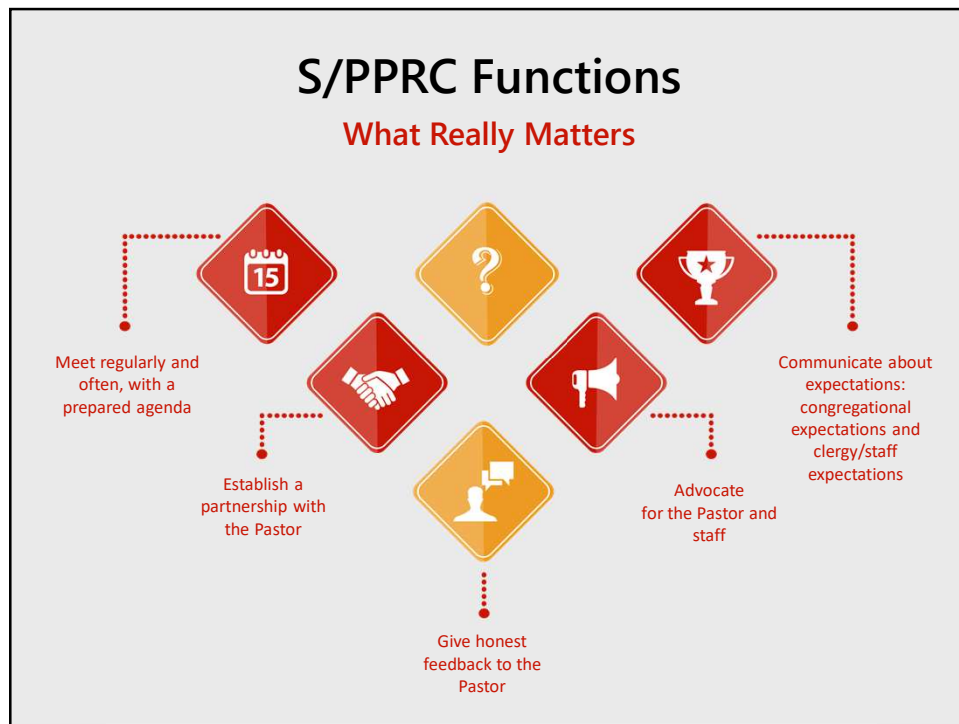 S/PPRC Functions
What Really Matters
15
?
Meet regularly and
often, with a
prepared agenda
Establish a
partnership with
the Pastor
Give honest
feedback to the
Pastor
Advocate
for the Pastor and
staff
Communicate about
expectations:
congregational
expectations and
clergy/staff
expectations